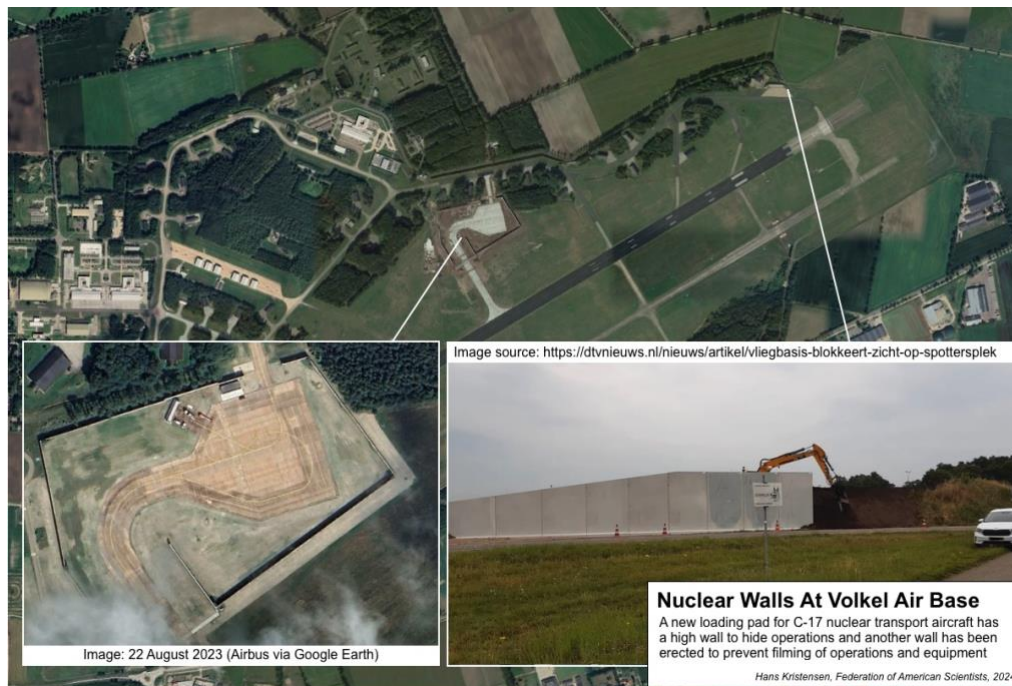 Image source: https://dtvnieuws.nl/nieuws/artikel/vliegbasis-blokkeert-zicht-op-spottersplek
Image: 22 August 2023 (Airbus via Google Earth)
Nuclear Walls At Volkel Air Base
A new loading pad for C-17 nuclear transport aircraft has
a high wall to hide operations and another wall has been
erected to prevent filming of operations and equipment
Hans Kristensen, Federation of American Scientists, 2024